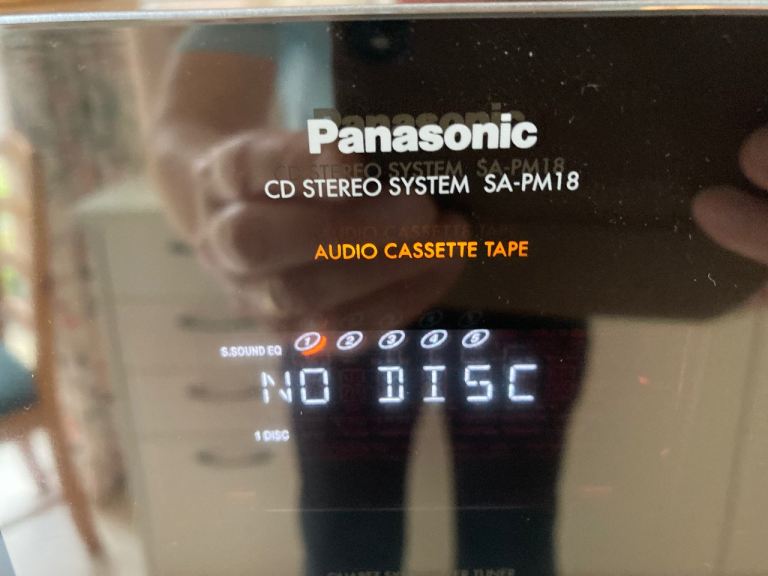 Panasonic
CD STEREO SYSTEM SA-PM18
AUDIO CASSETTE TAPE
S.SOUND EQ 1 2 3 4 5
NO DISC
1 DISC
TUNER